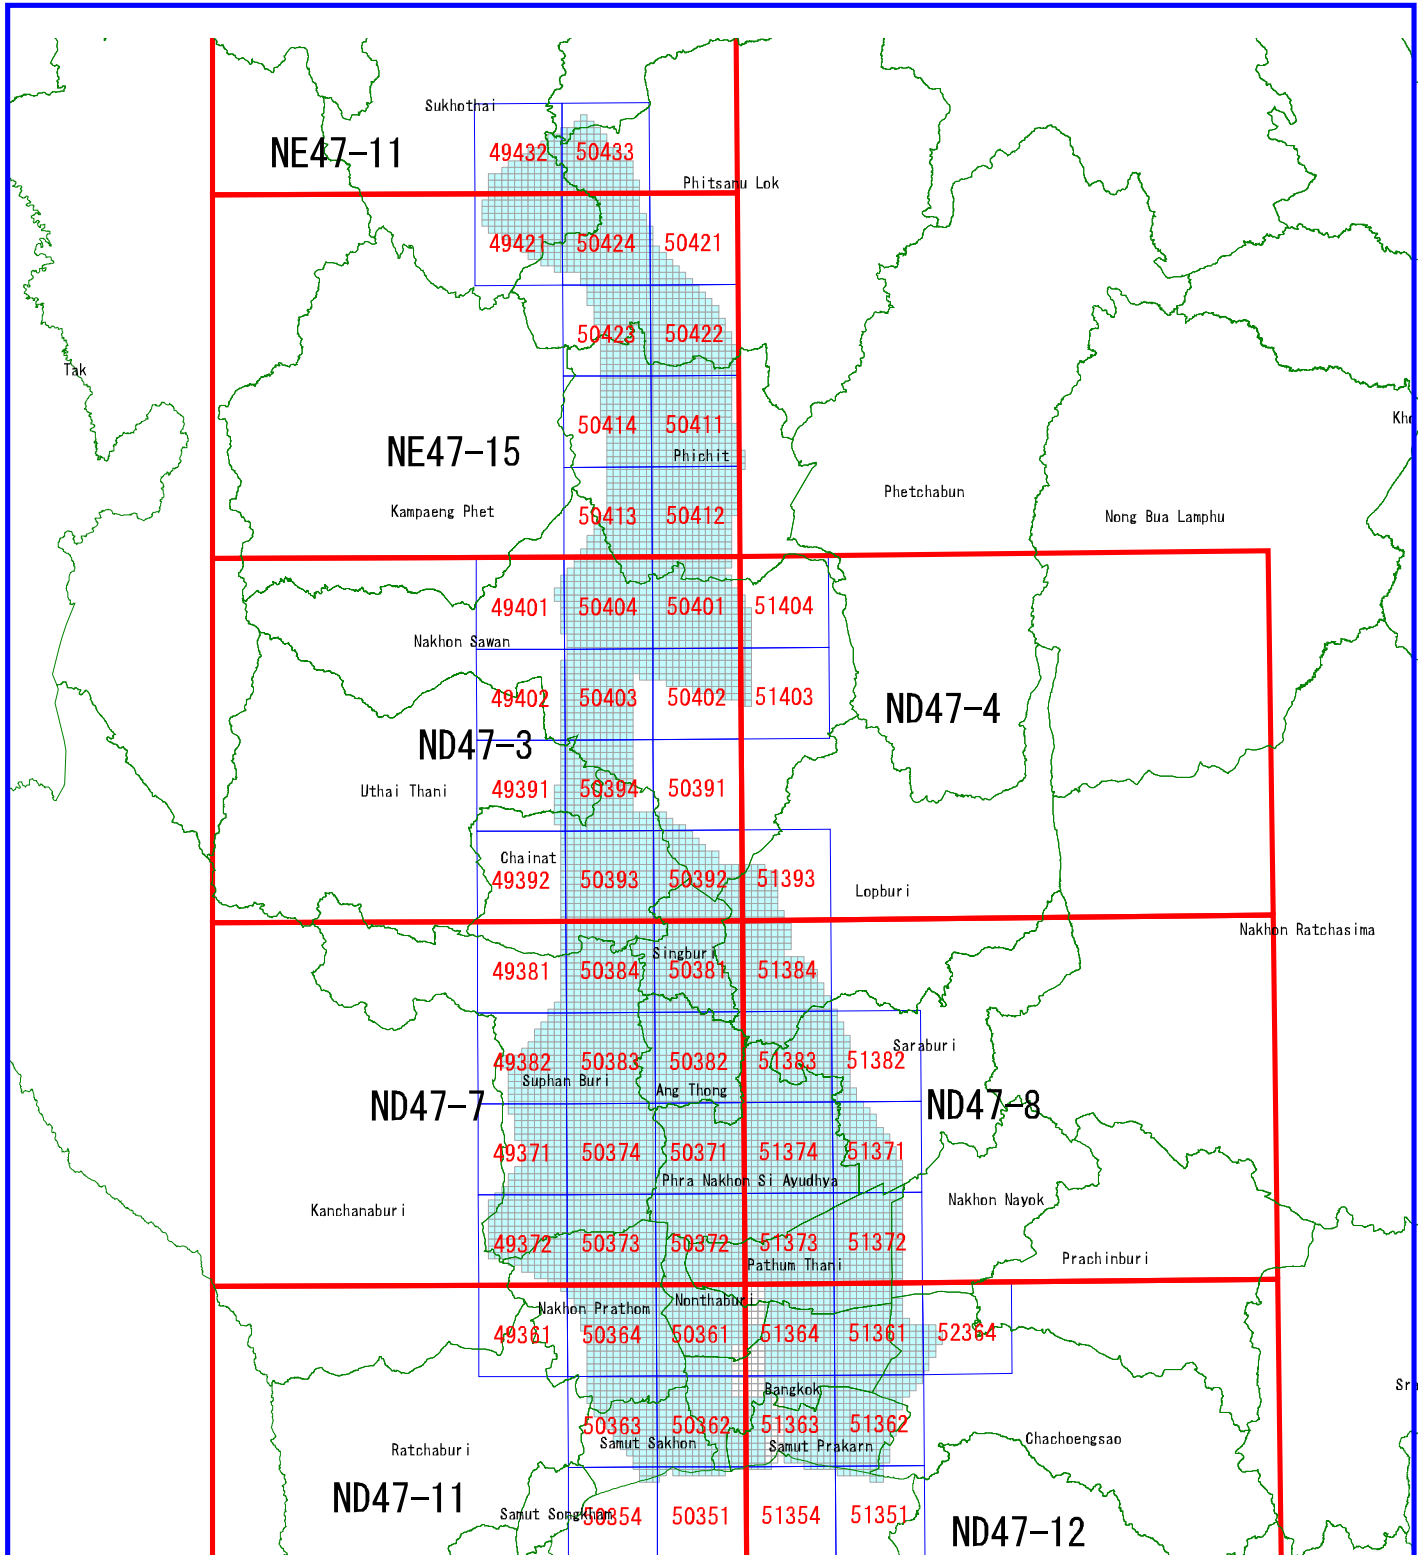 Sukhothai
NE47-11
49432 50433
Phitsanu Lok
49421 50424 50421
50423 50422
Tak
50414 50411
NE47-15
Phichit
Phetchabun
Kampaeng Phet
50413 50412
Nong Bua Lamphu
49401 50404 50401 51404
Nakhon Sawan
49402 50403 50402 51403
ND47-4
ND47-3
Uthai Thani
49391 50394 50391
Chainat
49392 50393 50392 51393
Lopburi
Nakhon Ratchasima
Singburi
49381 50384 50381 51384
Saraburi
49382 50383 50382 51383 51382
Suphan Buri
Ang Thong
ND47-7
ND47-8
49371 50374 50371 51374 51371
Phra Nakhon Si Ayudhya
Nakhon Nayok
Kanchanaburi
49372 50373 50372 51373 51372
Pathum Thani
Prachinburi
Nakhon Prathom
Nonthaburi
49361 50364 50361 51364 51361 52364
Bangkok
50363 50362 51363 51362
Samut Sakhon
Samut Prakarn
Chachoengsao
Ratchaburi
ND47-11
Samut Songkham
50354 50351 51354 51351
ND47-12